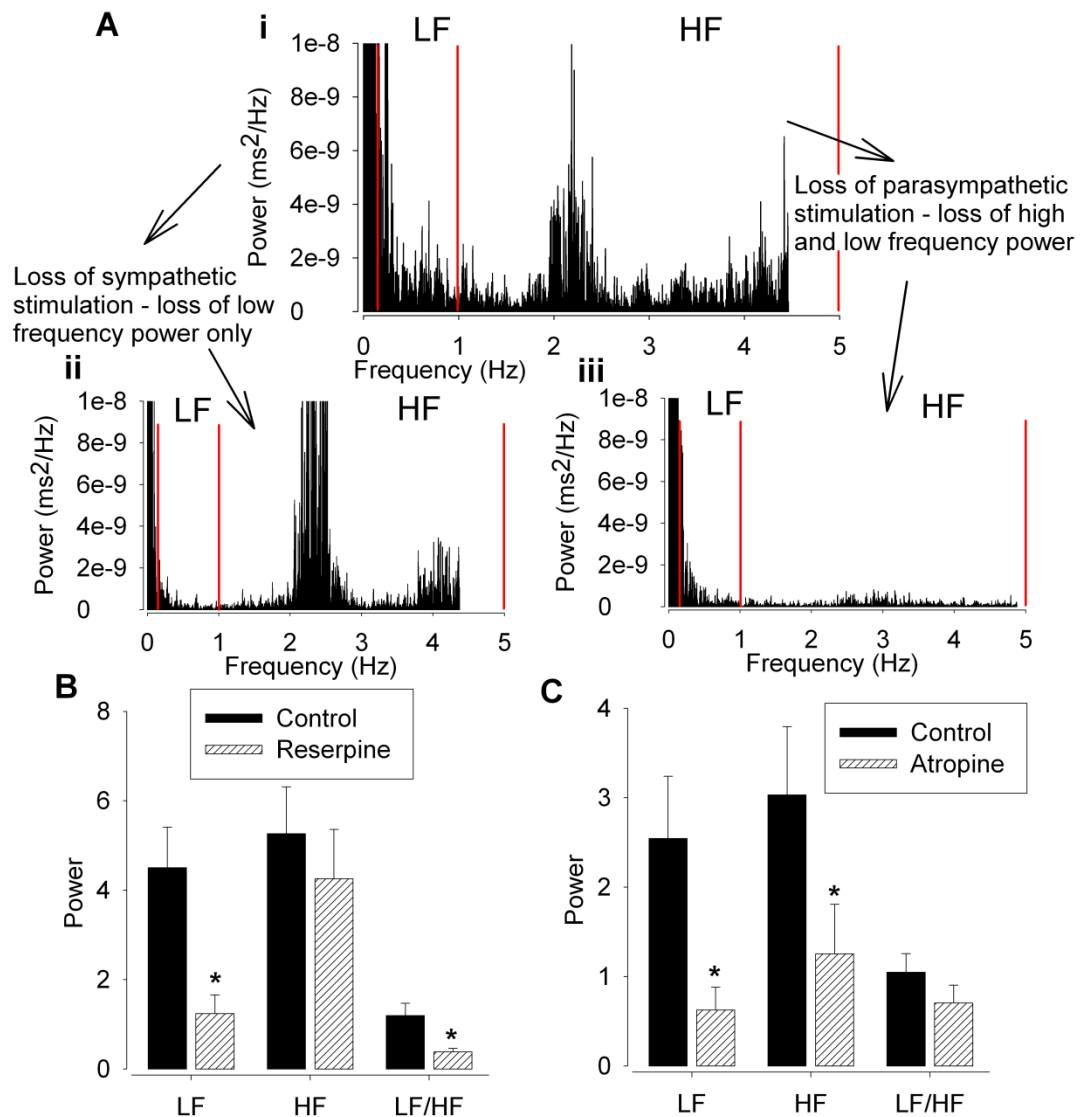 A
i
LF
HF
Power (ms2/Hz)
1e-8
8e-9
6e-9
4e-9
2e-9
0
0 1 2 3 4 5
Frequency (Hz)
Loss of sympathetic
stimulation - loss of low
frequency power only
Loss of parasympathetic
stimulation - loss of high
and low frequency power
ii
LF
HF
Power (ms2/Hz)
1e-8
8e-9
6e-9
4e-9
2e-9
0
0 1 2 3 4 5
Frequency (Hz)
iii
LF
HF
Power (ms2/Hz)
1e-8
8e-9
6e-9
4e-9
2e-9
0
0 1 2 3 4 5
Frequency (Hz)
B
Control
Reserpine
Power
8
6
4
2
0
*
*
LF HF LF/HF
C
Control
Atropine
Power
4
3
2
1
0
*
*
LF HF LF/HF